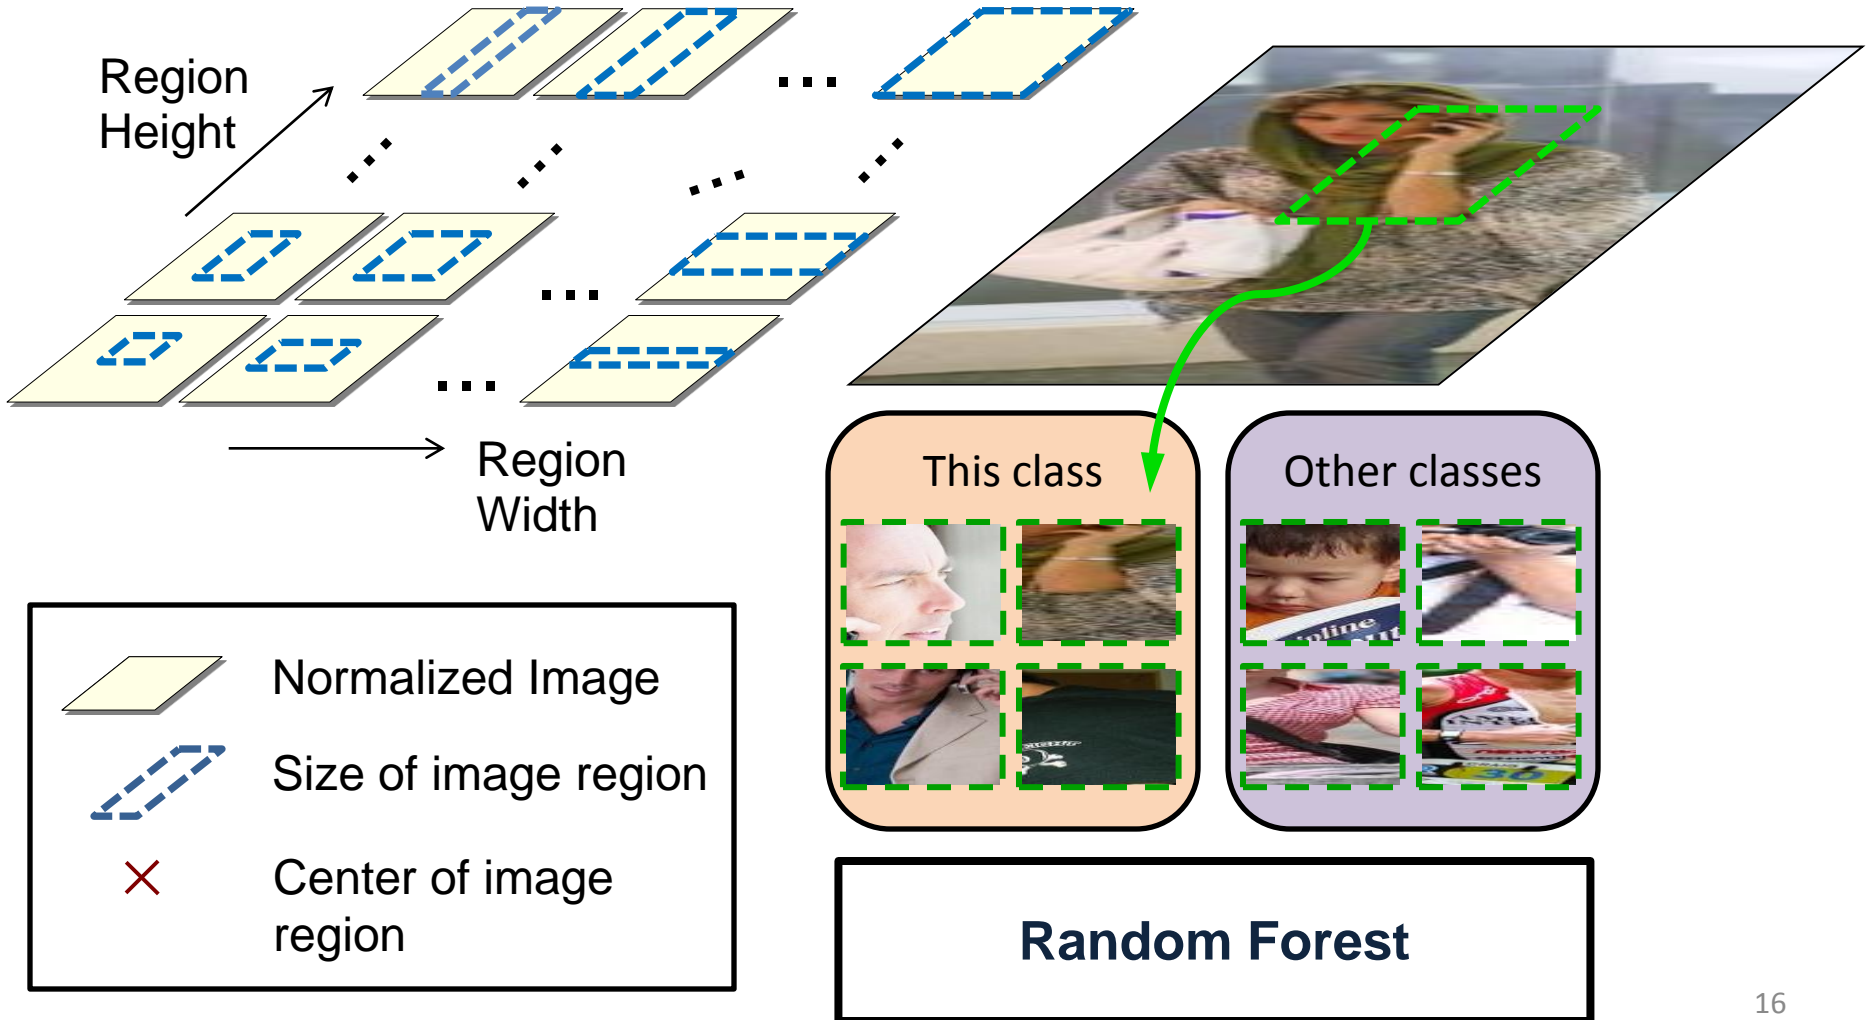 Region
Height
Region
Width
This class
Other classes
Normalized Image
Size of image region
Center of image
region
Random Forest
16